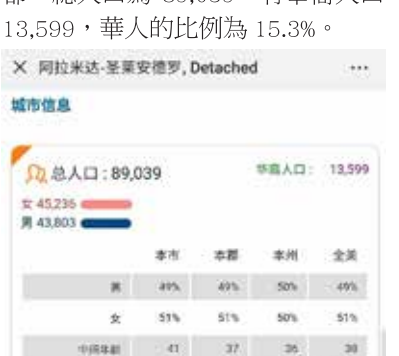 13,599，華人的比例為 15.3%。
× 阿拉米达-圣莱安德罗, Detached ...
城市信息
总人口 : 89,039 华裔人口 : 13,599
女 45,236
男 43,803
本市 本郡 本州 全美
男 49% 49% 50% 49%
女 51% 51% 50% 51%
中间年龄 41 37 36 38